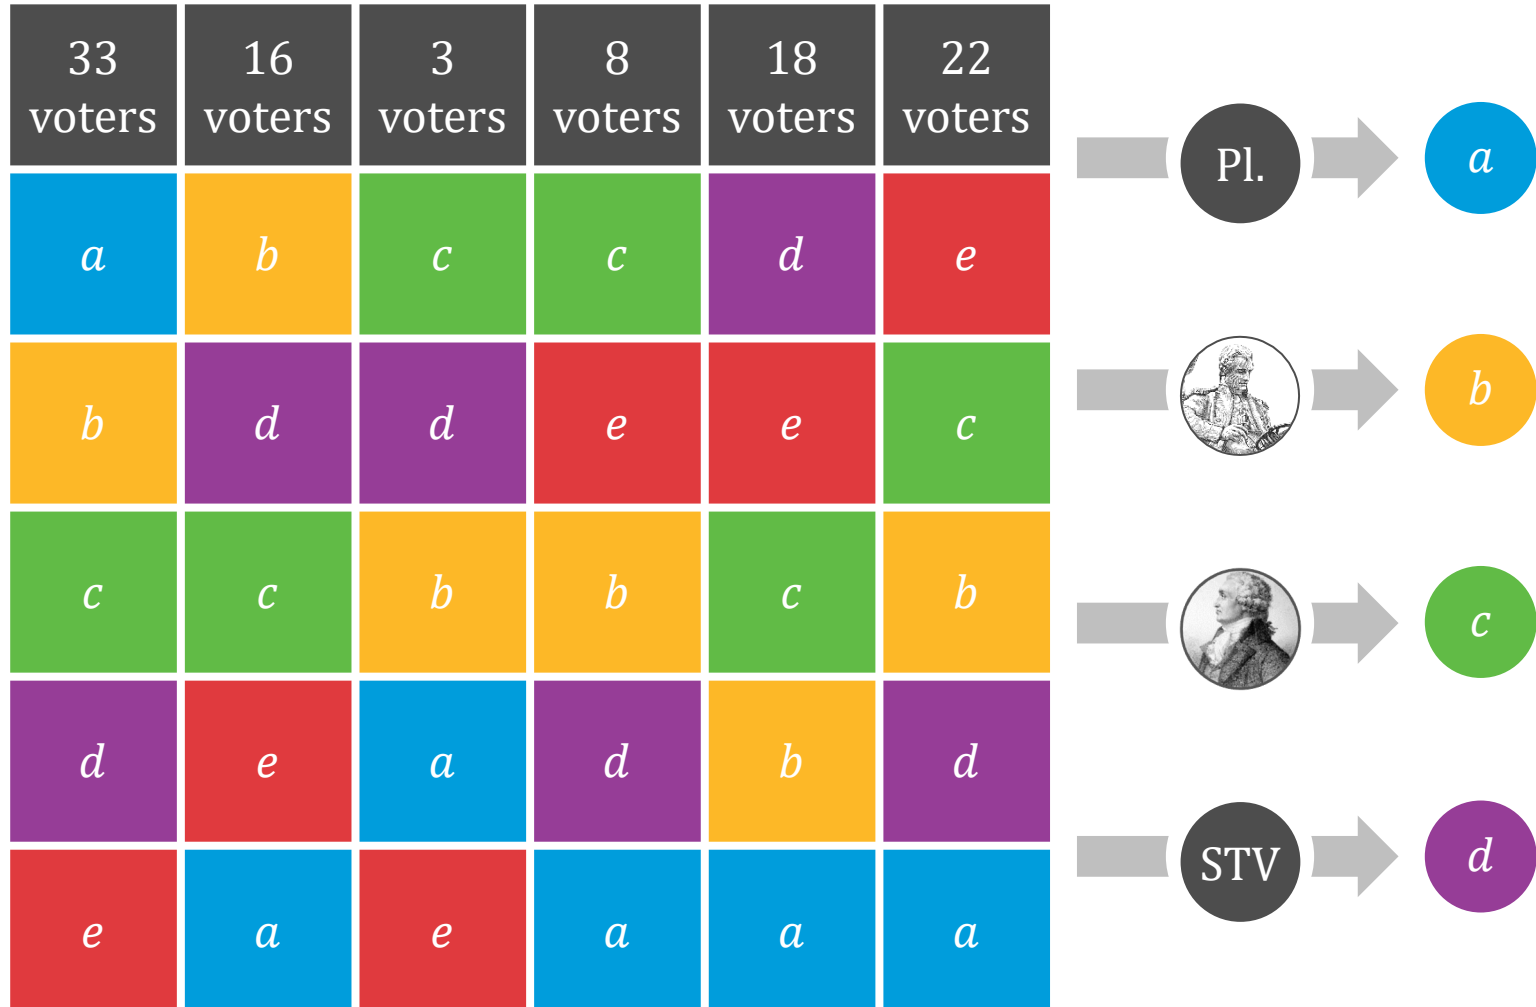 33 voters 16 voters 3 voters 8 voters 18 voters 22 voters
a b c c d e
b d d e e c
c c b b c b
d e a d b d
e a e a a a
Pl. a
b
c
STV d